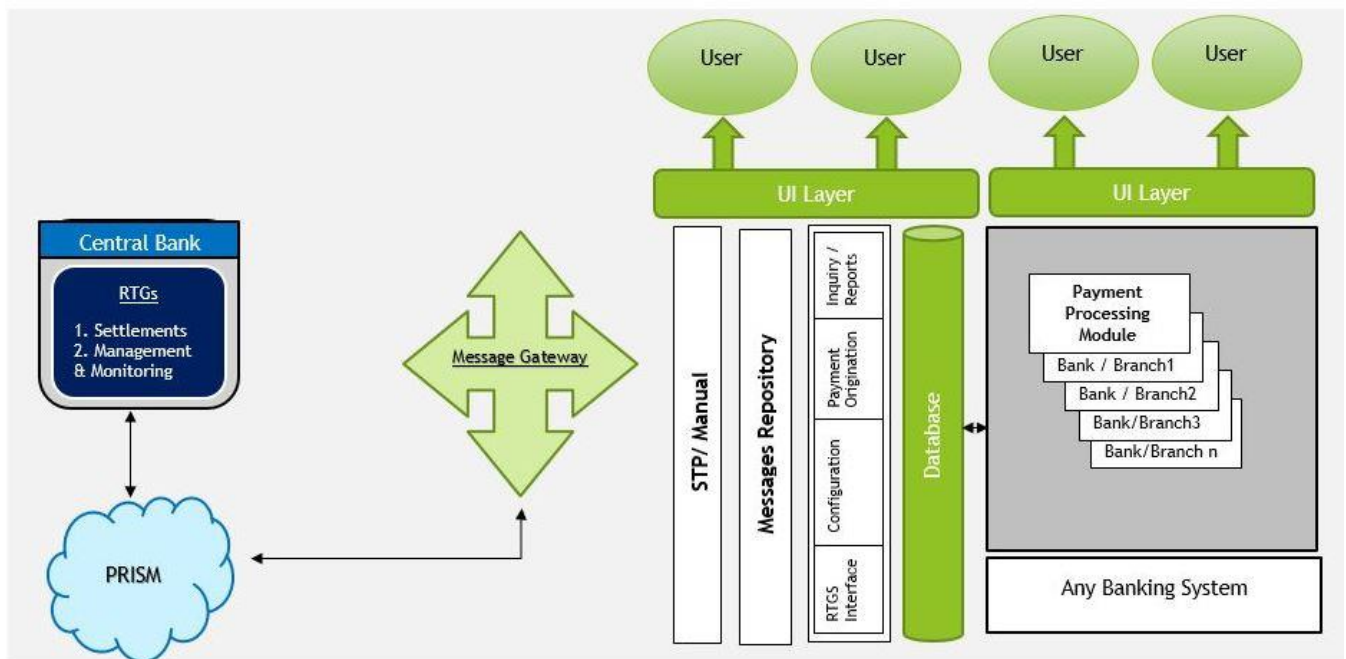 User
User
User
User
UI Layer
UI Layer
Central Bank
RTGs
1. Settlements
2. Management
& Monitoring
PRISM
Message Gateway
STP/ Manual
Messages Repository
Inquiry /
Reports
Payment
Origination
Configuration
RTGS
Interface
Database
Payment
Processing
Module
Bank / Branch1
Bank / Branch2
Bank/Branch3
Bank/Branch n
Any Banking System